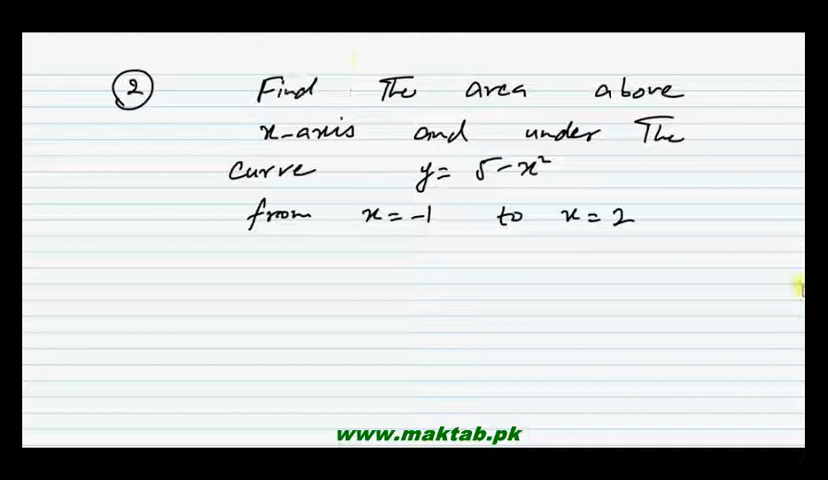 2 Find the area above
x-axis and under the
curve y = 5-x²
from x = -1 to x = 2
www.maktab.pk